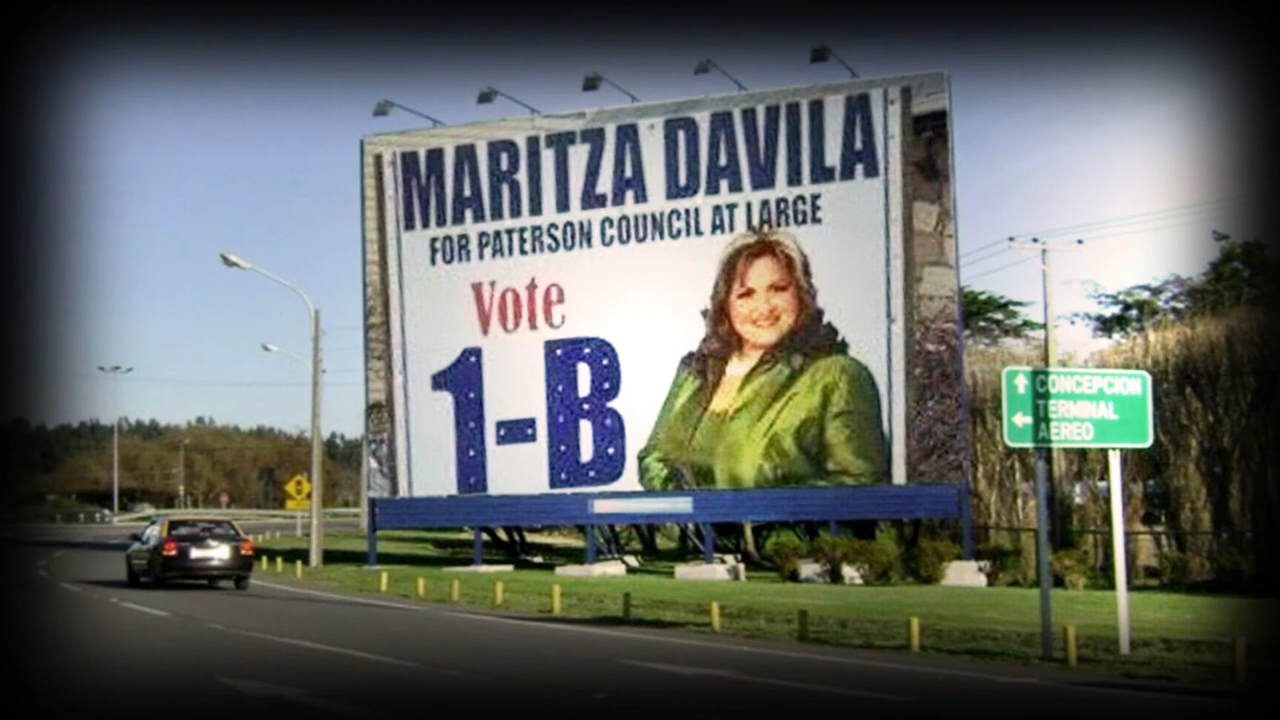 MARITZA DAVILA
FOR PATERSON COUNCIL AT LARGE
Vote
1-B
CONCEPCION
TERMINAL
AEREO